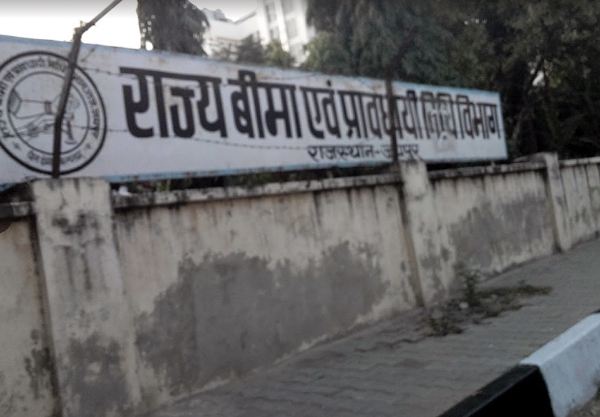 राज्य बीमा एवं प्रावधायी निधि विभाग
राजस्थान-जयपुर